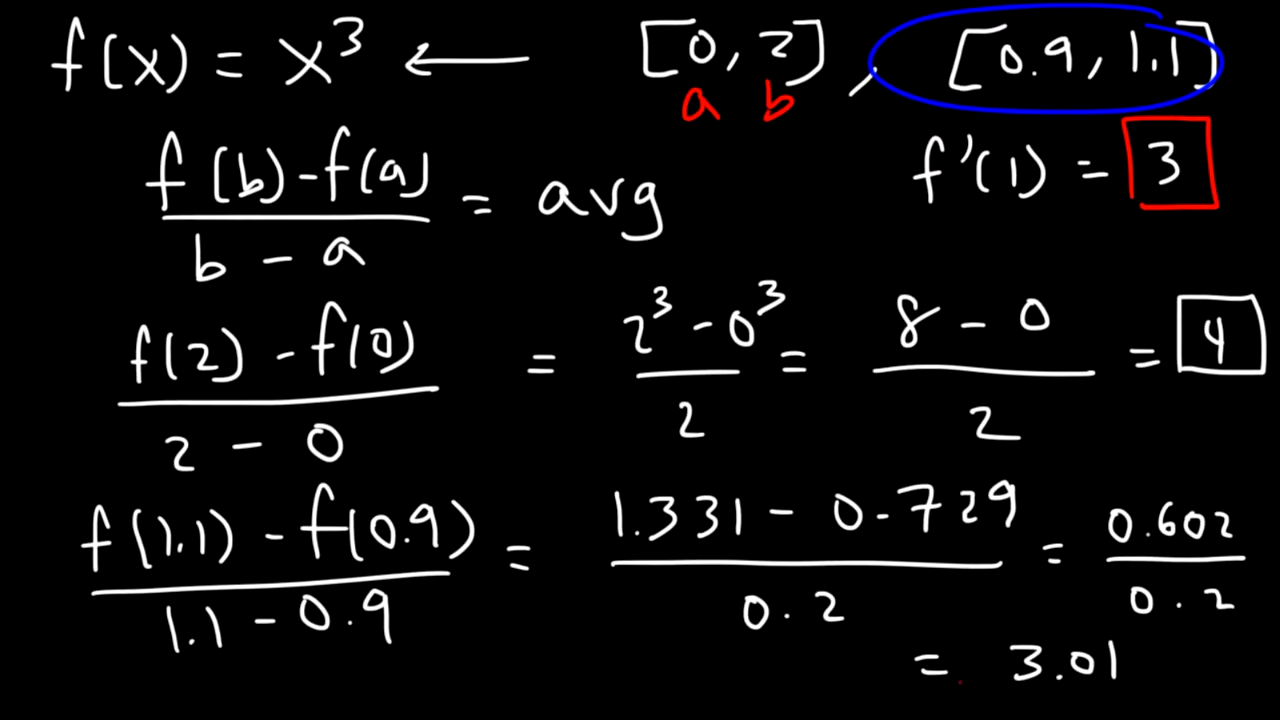 f(x) = x³ ← [0, 2], [0.9, 1.1]
a b
f'(1) = 3
f(b) - f(a)
= avg
b - a
f(2) - f(0) = 2³ - 0³ = 8 - 0 = 4
2 - 0 2 2
f(1.1) - f(0.9) = 1.331 - 0.729 = 0.602
1.1 - 0.9 0.2 0.2
= 3.01